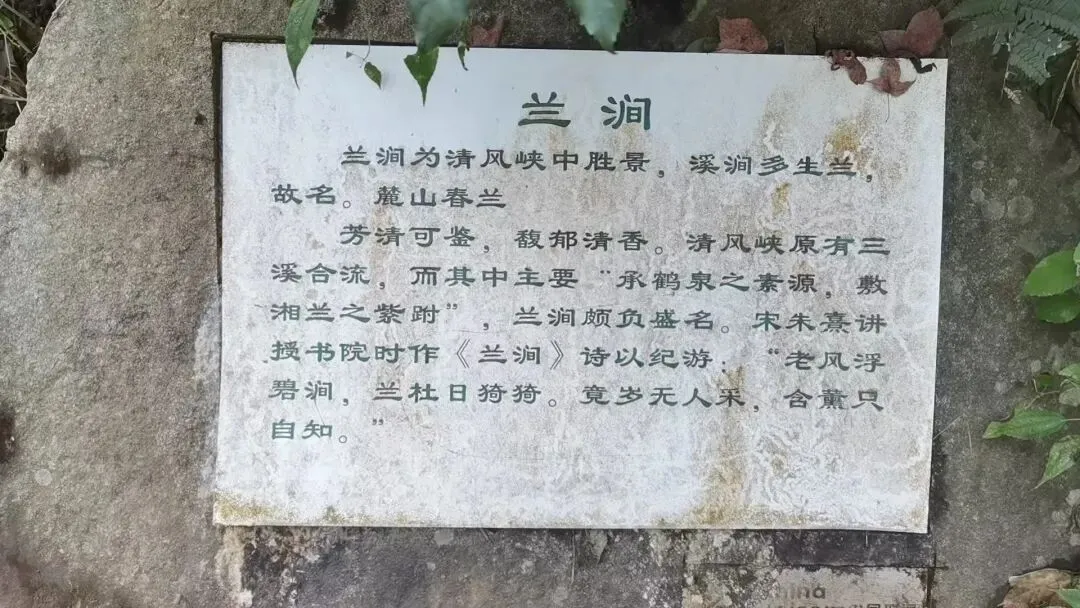 兰涧
兰涧为清风峡中胜景，溪涧多生兰，
故名。麓山春兰
芳清可鉴，馥郁清香。清风峡原有三
溪合流，而其中主要“承鹤泉之素源，敷
湘兰之紫跗”，兰涧颇负盛名。宋朱熹讲
授书院时作《兰涧》诗以纪游：“老风浮
碧涧，兰杜日猗猗。竟岁无人采，含薰只
自知。”